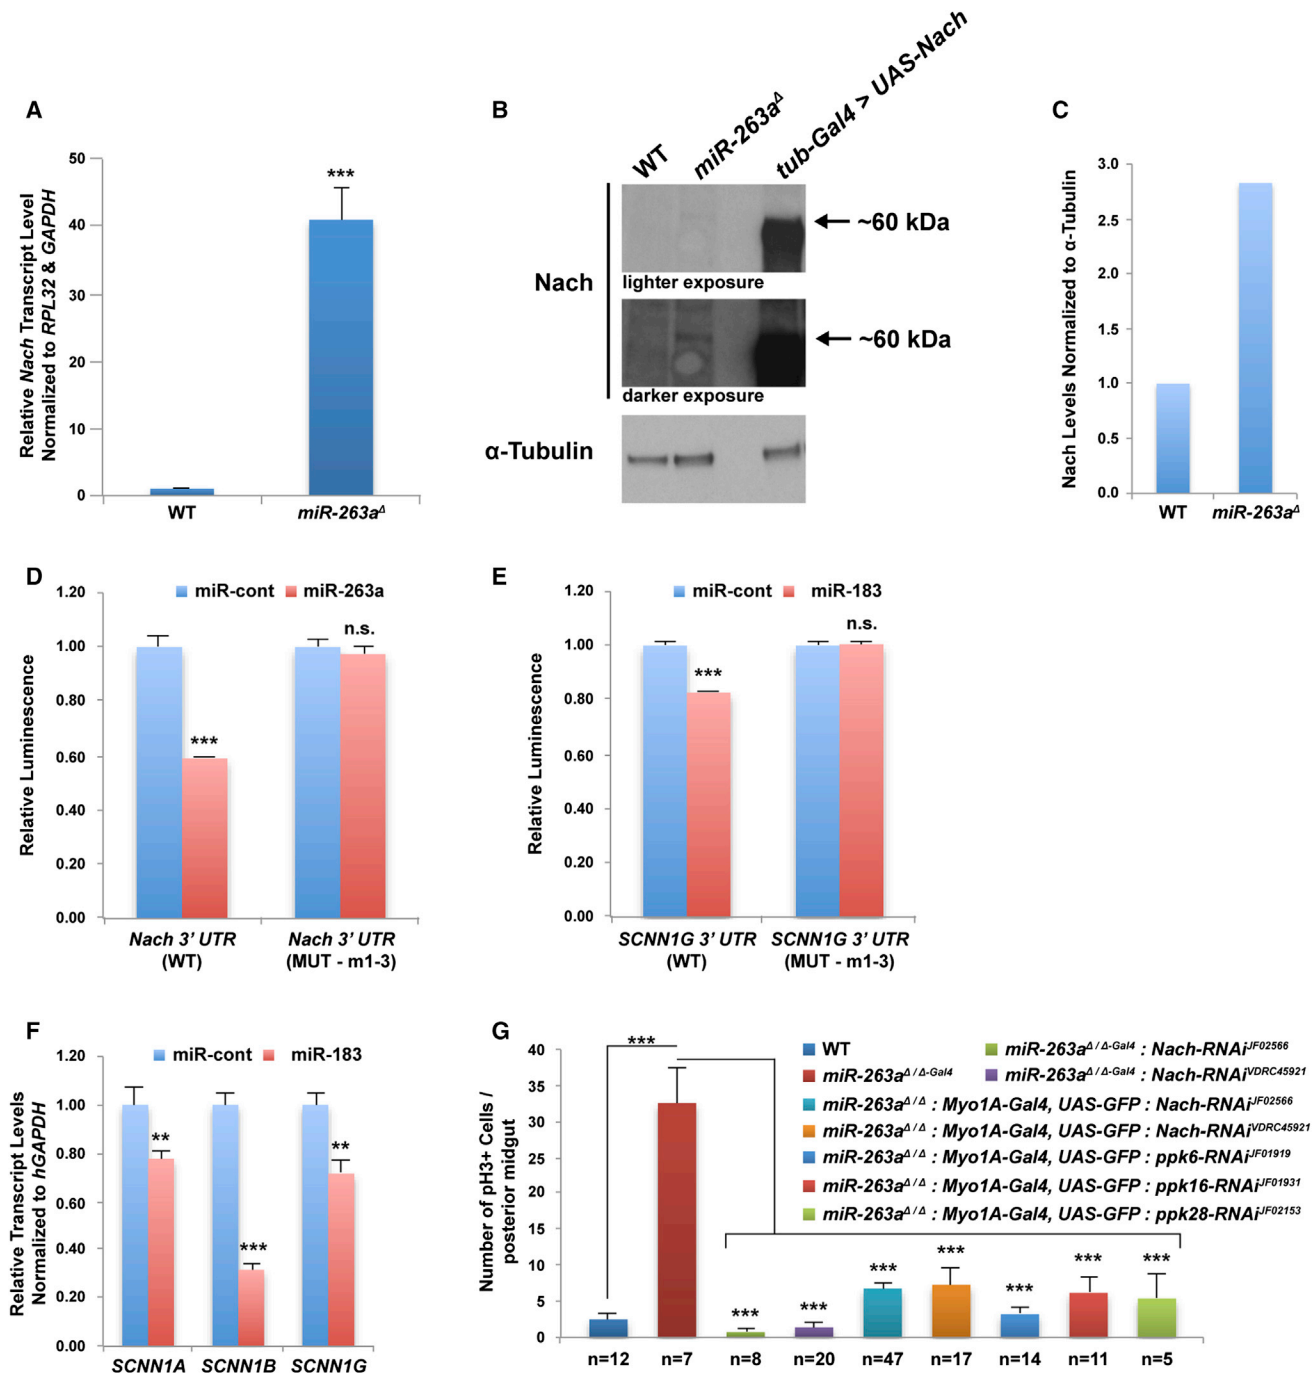 A
Relative Nach Transcript Level
Normalized to RPL32 & GAPDH
50
40
30
20
10
0
***
WT
miR-263aΔ
B
WT
miR-263aΔ
tub-Gal4 > UAS-Nach
Nach
~60 kDa
lighter exposure
~60 kDa
darker exposure
α-Tubulin
C
Nach Levels Normalized to α-Tubulin
3.0
2.5
2.0
1.5
1.0
0.5
0.0
WT
miR-263aΔ
D
miR-cont
miR-263a
Relative Luminescence
1.20
1.00
0.80
0.60
0.40
0.20
0.00
***
n.s.
Nach 3' UTR
(WT)
Nach 3' UTR
(MUT - m1-3)
E
miR-cont
miR-183
Relative Luminescence
1.20
1.00
0.80
0.60
0.40
0.20
0.00
***
n.s.
SCNN1G 3' UTR
(WT)
SCNN1G 3' UTR
(MUT - m1-3)
F
miR-cont
miR-183
Relative Transcript Levels
Normalized to hGAPDH
1.20
1.00
0.80
0.60
0.40
0.20
0.00
**
***
**
SCNN1A
SCNN1B
SCNN1G
G
Number of pH3+ Cells /
posterior midgut
40
35
30
25
20
15
10
5
0
***
WT
miR-263aΔ/Δ-Gal4
miR-263aΔ/Δ-Gal4 : Nach-RNAiJF02566
miR-263aΔ/Δ-Gal4 : Nach-RNAiVDRC45921
miR-263aΔ/Δ : Myo1A-Gal4, UAS-GFP : Nach-RNAiJF02566
miR-263aΔ/Δ : Myo1A-Gal4, UAS-GFP : Nach-RNAiVDRC45921
miR-263aΔ/Δ : Myo1A-Gal4, UAS-GFP : ppk6-RNAiJF01919
miR-263aΔ/Δ : Myo1A-Gal4, UAS-GFP : ppk16-RNAiJF01931
miR-263aΔ/Δ : Myo1A-Gal4, UAS-GFP : ppk28-RNAiJF02153
*** *** *** *** *** *** ***
n=12 n=7 n=8 n=20 n=47 n=17 n=14 n=11 n=5